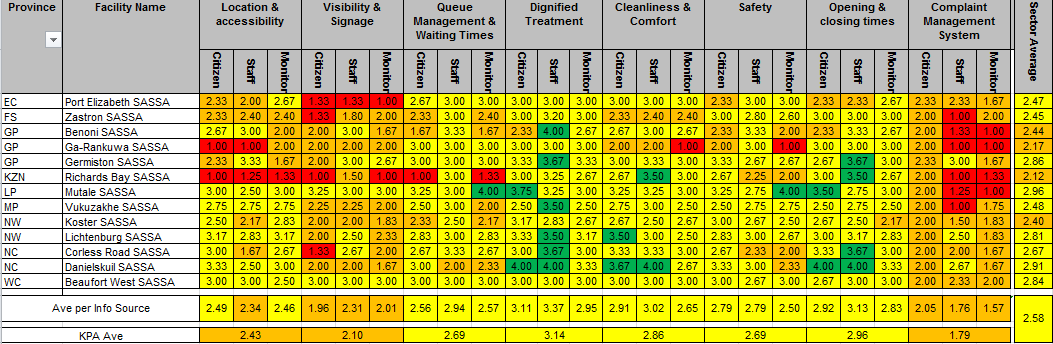 Province Facility Name Location & accessibility Visibility & Signage Queue Management & Waiting Times Dignified Treatment Cleanliness & Comfort Safety Opening & closing times Complaint Management System Sector Average
Citizen Staff Monitor Citizen Staff Monitor Citizen Staff Monitor Citizen Staff Monitor Citizen Staff Monitor Citizen Staff Monitor Citizen Staff Monitor Citizen Staff Monitor
EC Port Elizabeth SASSA 2.33 2.00 2.67 1.33 1.33 1.00 2.67 3.00 3.00 3.00 3.00 3.00 3.00 3.00 3.00 2.33 3.00 3.00 2.33 2.33 2.67 2.33 2.33 1.67 2.47
FS Zastron SASSA 2.33 2.40 2.40 1.33 1.80 2.00 2.33 3.00 2.40 3.00 3.20 3.00 2.33 2.40 2.40 3.00 2.80 2.60 3.00 3.00 3.00 2.00 1.00 2.00 2.45
GP Benoni SASSA 2.67 3.00 2.00 2.00 3.00 1.67 1.67 3.33 1.67 2.33 4.00 2.67 2.67 3.00 2.67 3.00 3.33 2.00 2.33 3.33 2.67 2.00 1.33 1.00 2.44
GP Ga-Rankuwa SASSA 1.00 1.00 2.00 2.00 3.00 3.00 3.00 3.00 3.00 3.00 3.00 3.00 2.00 2.00 1.00 3.00 3.00 1.00 3.00 3.00 3.00 2.00 1.00 1.00 2.17
GP Germiston SASSA 2.33 3.33 1.67 2.00 3.00 2.67 3.00 3.00 3.00 3.33 3.67 3.33 3.00 3.33 3.00 3.33 2.67 2.67 2.67 3.67 3.00 2.33 3.00 2.67 2.86
KZN Richards Bay SASSA 1.00 1.25 1.33 1.00 1.50 1.00 1.00 3.00 1.33 3.00 3.25 2.67 2.67 3.50 2.67 2.67 2.25 2.00 3.00 3.50 3.00 2.00 1.00 1.33 2.12
LP Mutale SASSA 3.00 2.50 3.00 3.25 3.00 3.00 3.25 3.00 4.00 3.75 3.25 3.00 3.00 3.25 3.00 3.00 2.75 4.00 3.50 2.75 3.00 2.00 1.25 1.00 2.96
MP Vukuzakhe SASSA 2.75 2.75 2.75 2.25 2.25 2.00 2.50 3.00 2.00 2.50 3.50 2.50 2.75 3.00 2.50 2.50 2.75 2.00 2.50 2.75 3.00 2.00 1.00 1.75 2.48
NW Koster SASSA 2.50 2.17 2.83 2.00 2.00 1.83 2.33 2.50 2.17 3.17 2.83 2.67 2.67 2.50 2.67 2.67 2.50 2.00 2.67 2.50 2.17 2.00 1.50 1.83 2.40
NW Lichtenburg SASSA 3.17 2.83 3.17 2.00 2.50 2.33 2.83 3.00 2.83 3.33 3.50 3.17 3.50 3.00 2.50 2.83 3.00 2.67 3.00 3.17 2.83 2.00 2.50 1.83 2.81
NC Corless Road SASSA 3.00 1.67 2.67 1.33 2.67 2.00 2.67 3.33 2.67 3.00 3.67 3.00 3.33 3.33 3.00 2.67 2.33 2.00 3.33 3.67 3.00 2.00 2.00 1.67 2.67
NC Danielskuil SASSA 3.33 2.50 3.00 2.00 2.00 1.67 3.00 2.00 2.33 4.00 4.00 3.33 3.67 4.00 2.67 3.00 3.33 2.33 4.00 4.00 3.33 2.00 2.67 1.67 2.91
WC Beaufort West SASSA 3.00 3.00 2.50 3.00 2.00 2.00 3.00 3.00 3.00 3.00 3.00 3.00 3.00 3.00 3.00 3.00 3.00 3.00 3.00 3.00 3.00 2.00 2.33 2.00 2.84
Ave per Info Source 2.49 2.34 2.46 1.96 2.31 2.01 2.56 2.94 2.57 3.11 3.37 2.95 2.91 3.02 2.65 2.79 2.79 2.50 2.92 3.13 2.83 2.05 1.76 1.57 2.58
KPA Ave 2.43 2.10 2.69 3.14 2.86 2.69 2.96 1.79